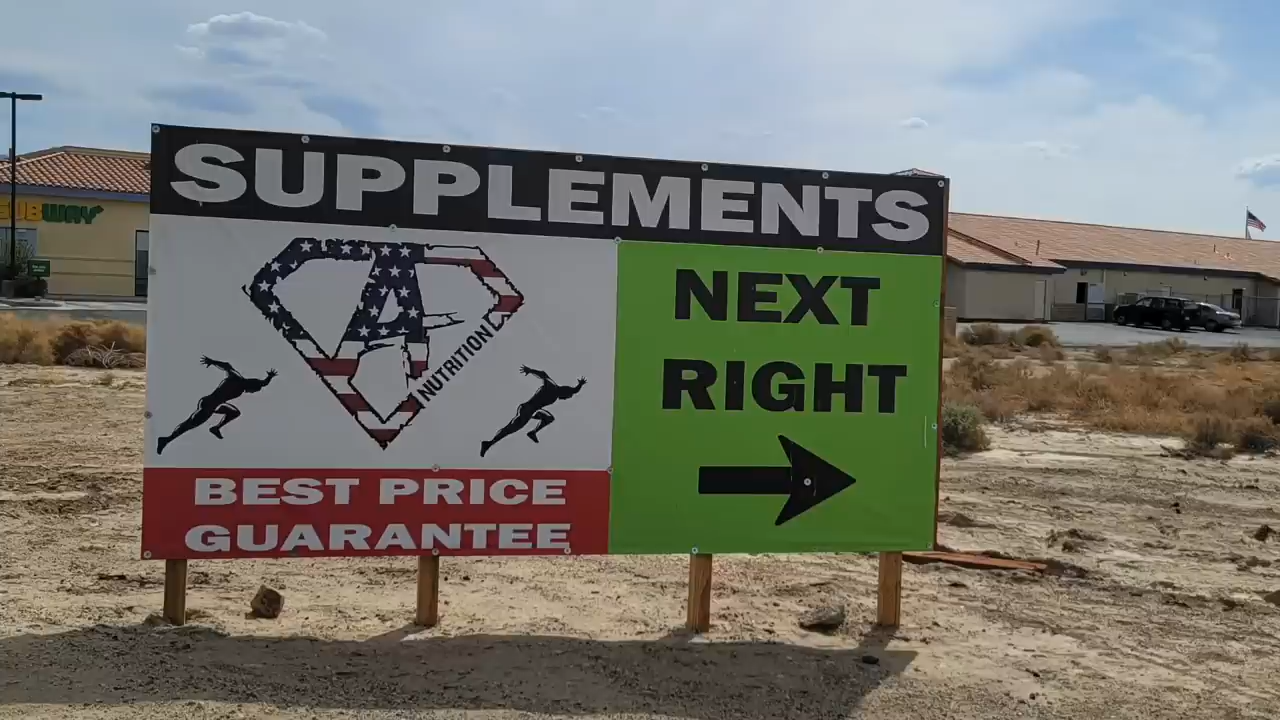 SUPPLEMENTS
SUBWAY
A
NUTRITION
NEXT
RIGHT
BEST PRICE
GUARANTEE